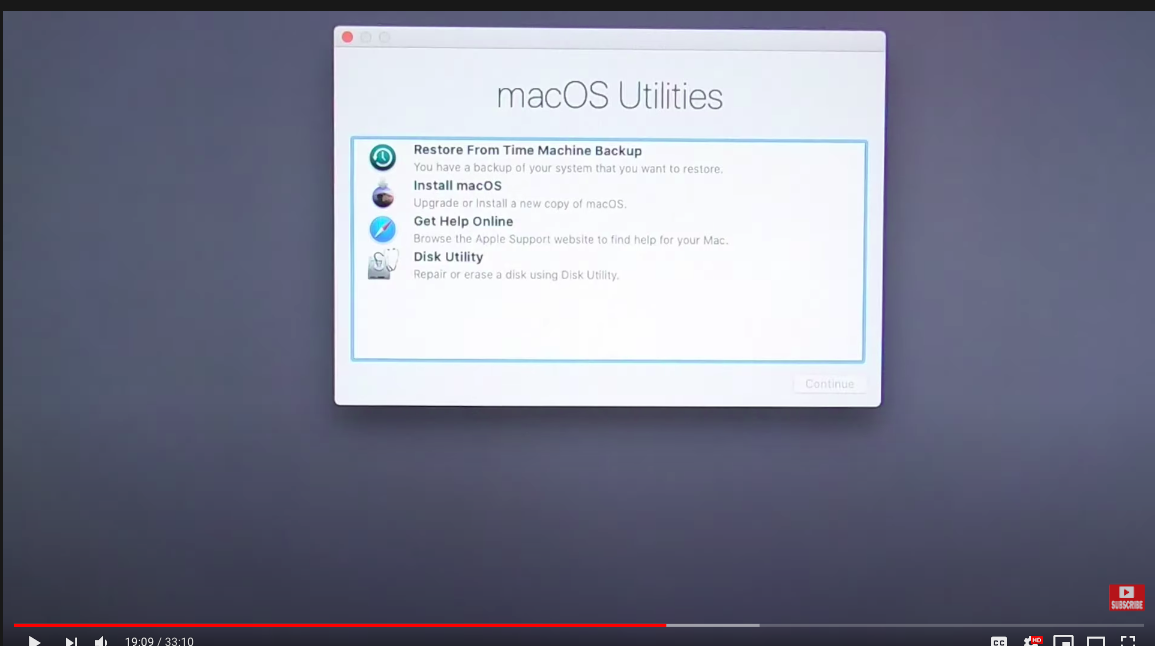 macOS Utilities
Restore From Time Machine Backup
You have a backup of your system that you want to restore.
Install macOS
Upgrade or install a new copy of macOS.
Get Help Online
Browse the Apple Support website to find help for your Mac.
Disk Utility
Repair or erase a disk using Disk Utility.
Continue
SUBSCRIBE
19:09 / 33:10
CC
HD